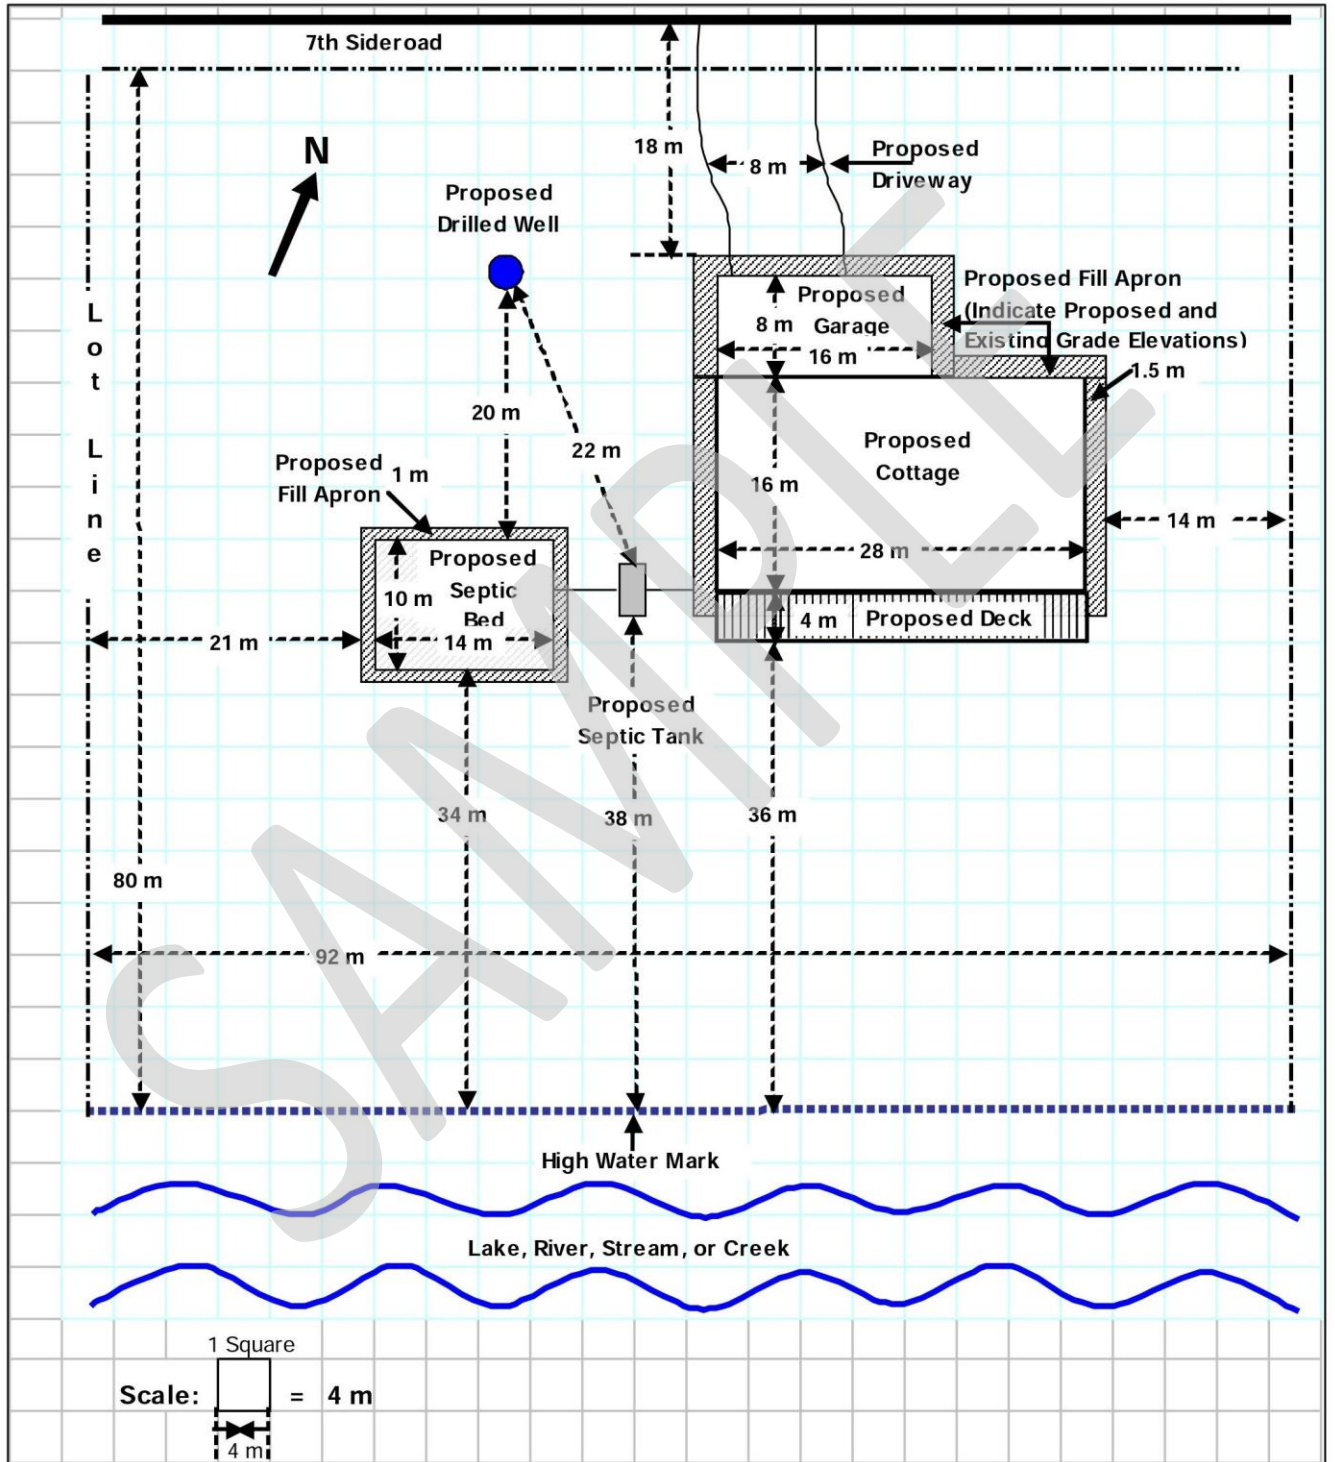 7th Sideroad
N
18 m
8 m
Proposed
Driveway
Proposed
Drilled Well
Proposed Fill Apron
(Indicate Proposed and
Existing Grade Elevations)
Proposed
Garage
8 m
16 m
1.5 m
Lot Line
20 m
22 m
Proposed
Cottage
16 m
28 m
14 m
Proposed
Fill Apron
1 m
Proposed
Septic
Bed
10 m
14 m
21 m
4 m
Proposed Deck
Proposed
Septic Tank
34 m
38 m
36 m
80 m
92 m
High Water Mark
Lake, River, Stream, or Creek
1 Square
Scale: = 4 m
4 m
SAMPLE